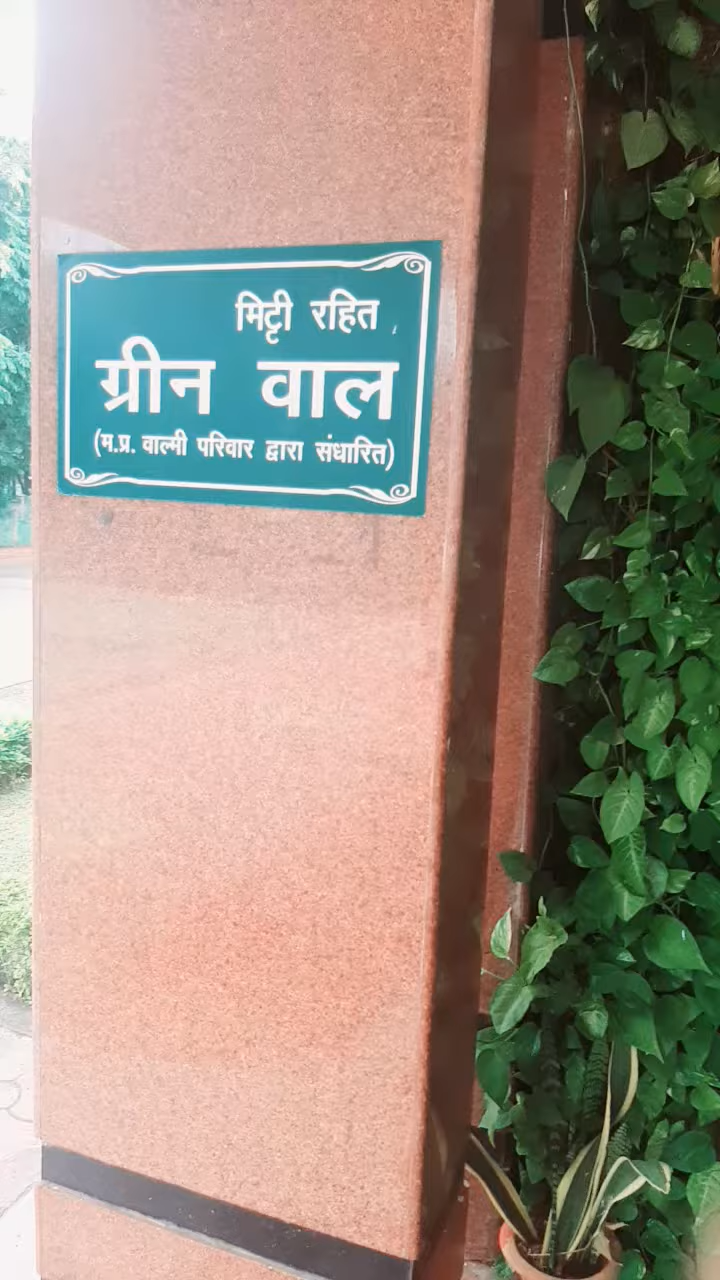 मिट्टी रहित
ग्रीन वाल
(म.प्र. वाल्मी परिवार द्वारा संधारित)